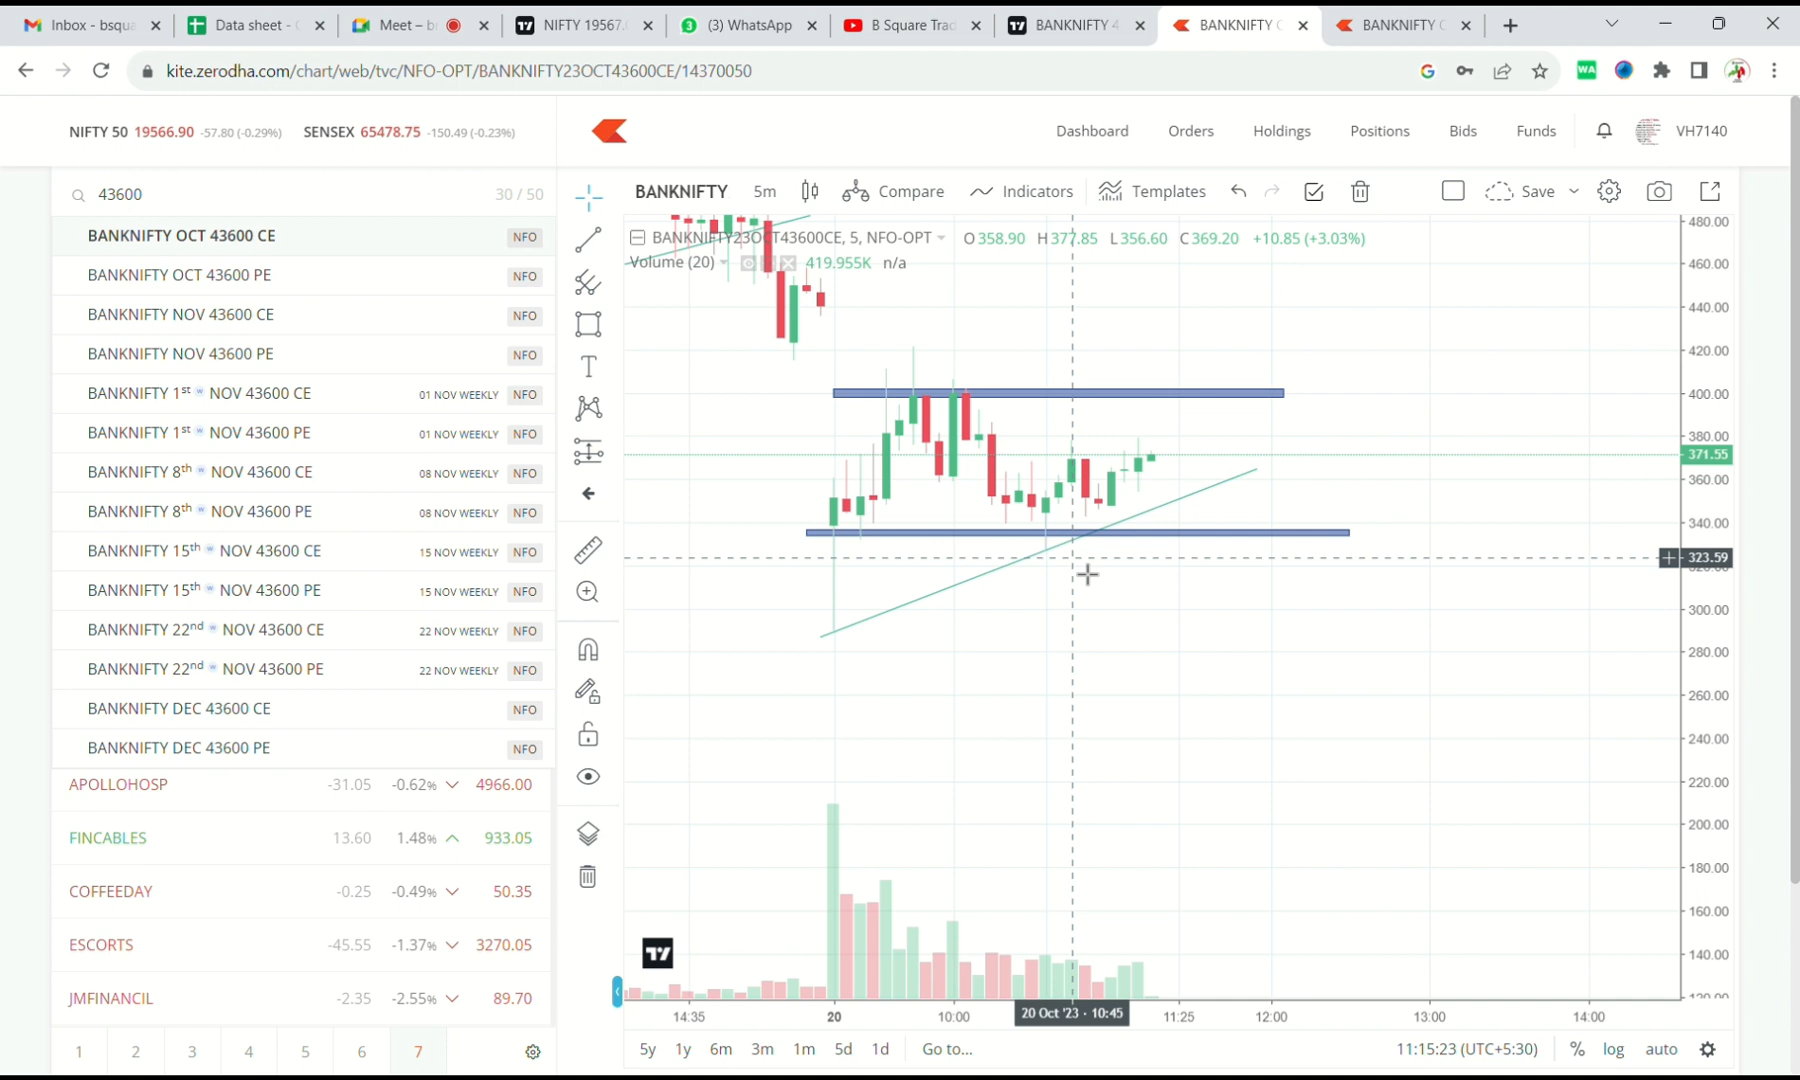 Inbox - bsqua
Data sheet - G
Meet – b
NIFTY 19567.
(3) WhatsApp
B Square Trad
BANKNIFTY 4
BANKNIFTY C
BANKNIFTY C
kite.zerodha.com/chart/web/tvc/NFO-OPT/BANKNIFTY23OCT43600CE/14370050
NIFTY 50 19566.90 -57.80 (-0.29%) SENSEX 65478.75 -150.49 (-0.23%)
Dashboard Orders Holdings Positions Bids Funds VH7140
43600 30 / 50
BANKNIFTY OCT 43600 CE NFO
BANKNIFTY OCT 43600 PE NFO
BANKNIFTY NOV 43600 CE NFO
BANKNIFTY NOV 43600 PE NFO
BANKNIFTY 1st w NOV 43600 CE 01 NOV WEEKLY NFO
BANKNIFTY 1st w NOV 43600 PE 01 NOV WEEKLY NFO
BANKNIFTY 8th w NOV 43600 CE 08 NOV WEEKLY NFO
BANKNIFTY 8th w NOV 43600 PE 08 NOV WEEKLY NFO
BANKNIFTY 15th w NOV 43600 CE 15 NOV WEEKLY NFO
BANKNIFTY 15th w NOV 43600 PE 15 NOV WEEKLY NFO
BANKNIFTY 22nd w NOV 43600 CE 22 NOV WEEKLY NFO
BANKNIFTY 22nd w NOV 43600 PE 22 NOV WEEKLY NFO
BANKNIFTY DEC 43600 CE NFO
BANKNIFTY DEC 43600 PE NFO
APOLLOHOSP -31.05 -0.62% 4966.00
FINCABLES 13.60 1.48% 933.05
COFFEEDAY -0.25 -0.49% 50.35
ESCORTS -45.55 -1.37% 3270.05
JMFINANCIL -2.35 -2.55% 89.70
1 2 3 4 5 6 7
BANKNIFTY 5m Compare Indicators Templates Save
BANKNIFTY23OCT43600CE, 5, NFO-OPT O358.90 H377.85 L356.60 C369.20 +10.85 (+3.03%)
Volume (20) 419.955K n/a
480.00
460.00
440.00
420.00
400.00
380.00
371.55
360.00
340.00
323.59
300.00
280.00
260.00
240.00
220.00
200.00
180.00
160.00
140.00
14:35 20 10:00 20 Oct '23 - 10:45 11:25 12:00 13:00 14:00
5y 1y 6m 3m 1m 5d 1d Go to... 11:15:23 (UTC+5:30) % log auto